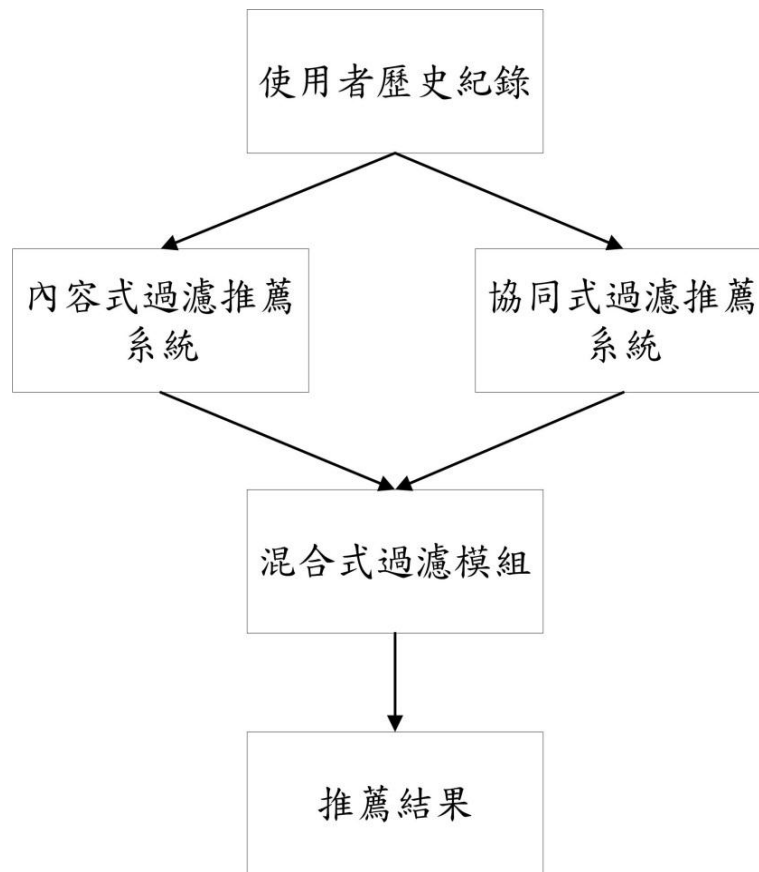 使用者歷史紀錄
內容式過濾推薦
系統
協同式過濾推薦
系統
混合式過濾模組
推薦結果